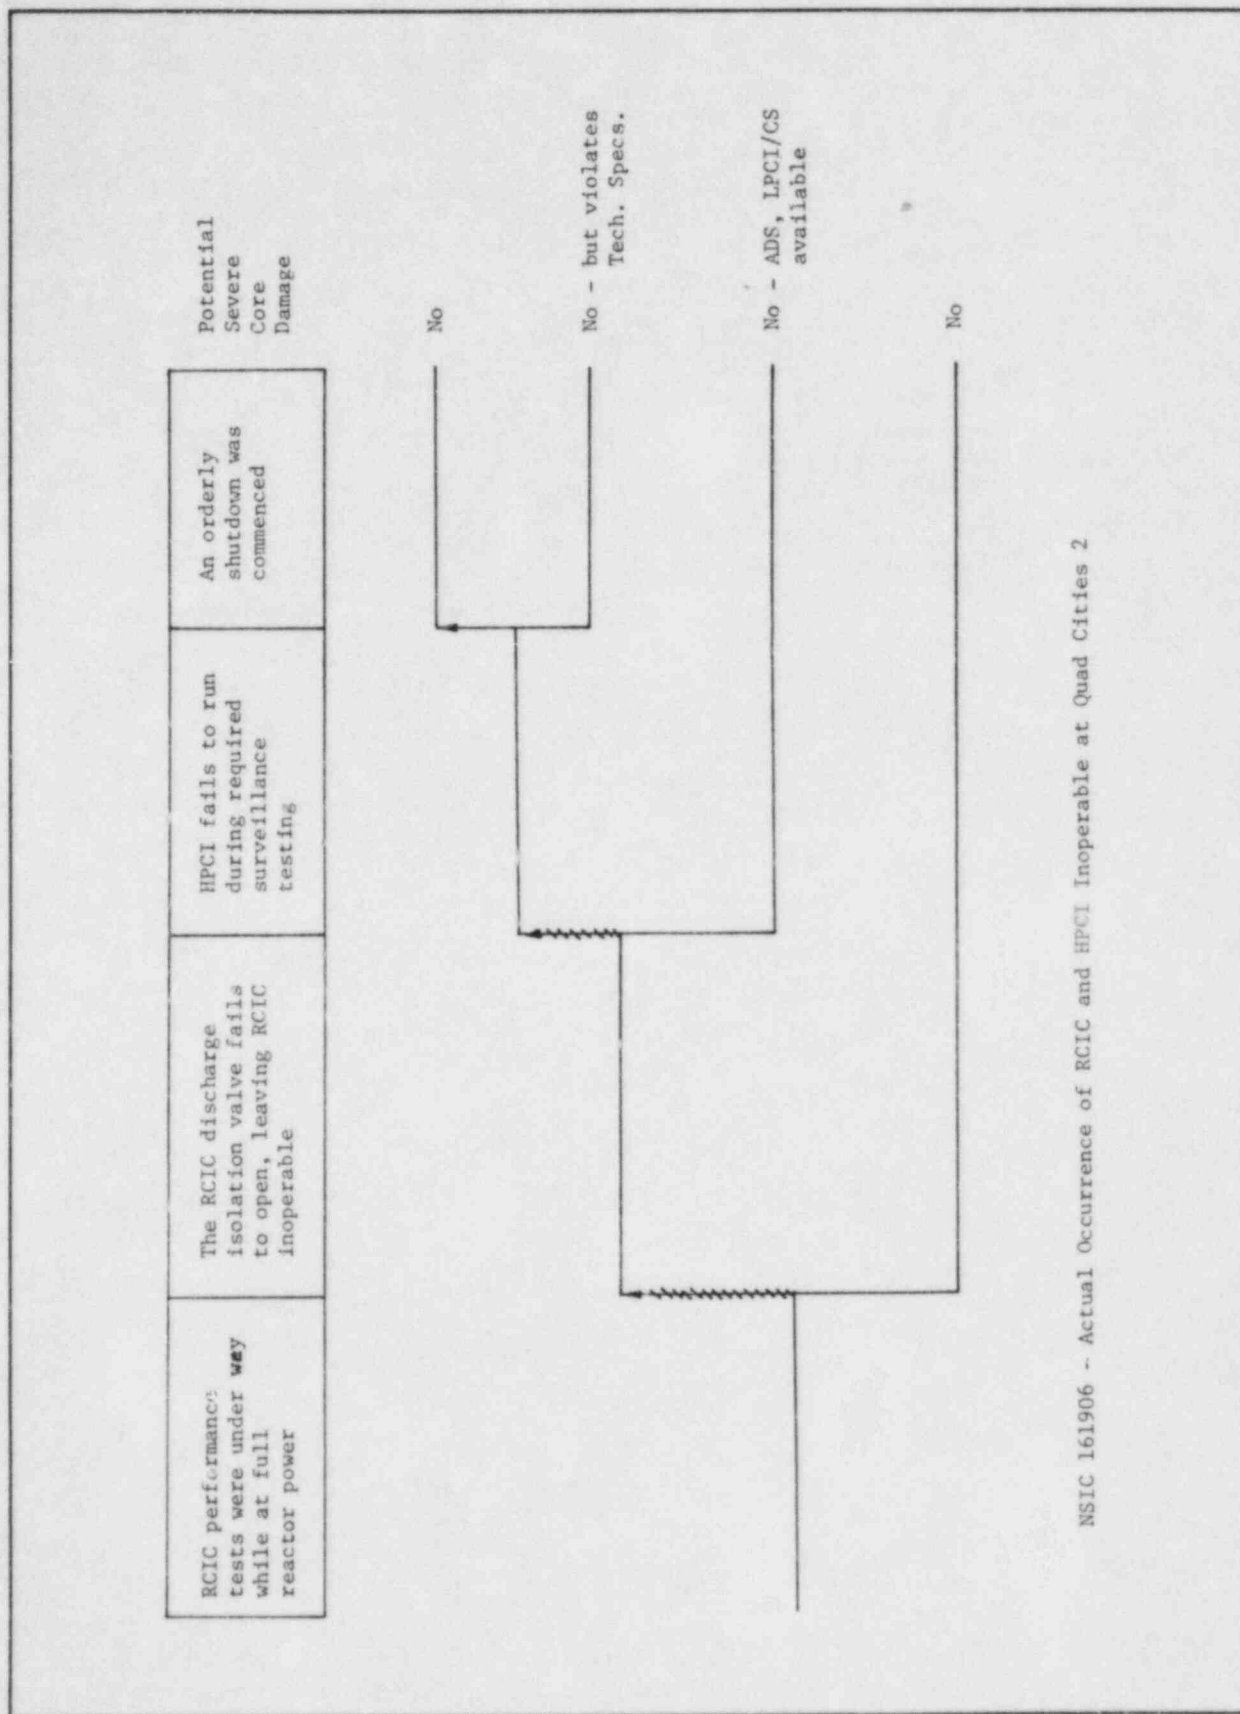 RCIC performance
tests were under way
while at full
reactor power
The RCIC discharge
isolation valve fails
to open, leaving RCIC
inoperable
HPCI fails to run
during required
surveillance
testing
An orderly
shutdown was
commenced
Potential
Severe
Core
Damage
No
No - but violates
Tech. Specs.
No - ADS, LPCI/CS
available
No
NSIC 161906 - Actual Occurrence of RCIC and HPCI Inoperable at Quad Cities 2